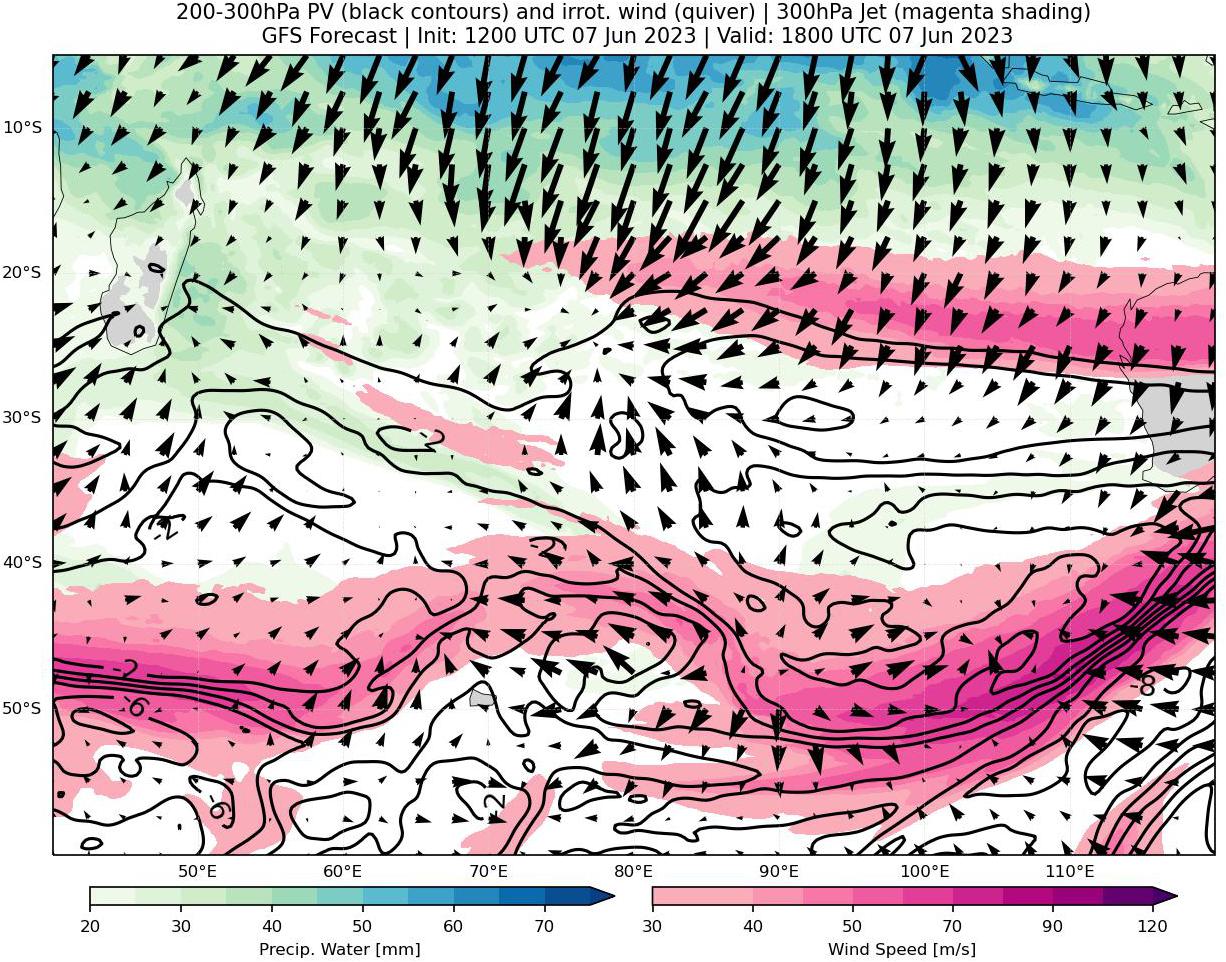 200-300hPa PV (black contours) and irrot. wind (quiver) | 300hPa Jet (magenta shading)
GFS Forecast | Init: 1200 UTC 07 Jun 2023 | Valid: 1800 UTC 07 Jun 2023
10°S
20°S
30°S
-2
-2
-2
40°S
-2
-6
-8
50°S
-6
-2
50°E 60°E 70°E 80°E 90°E 100°E 110°E
20 30 40 50 60 70
30 40 50 70 90 120
Precip. Water [mm] Wind Speed [m/s]